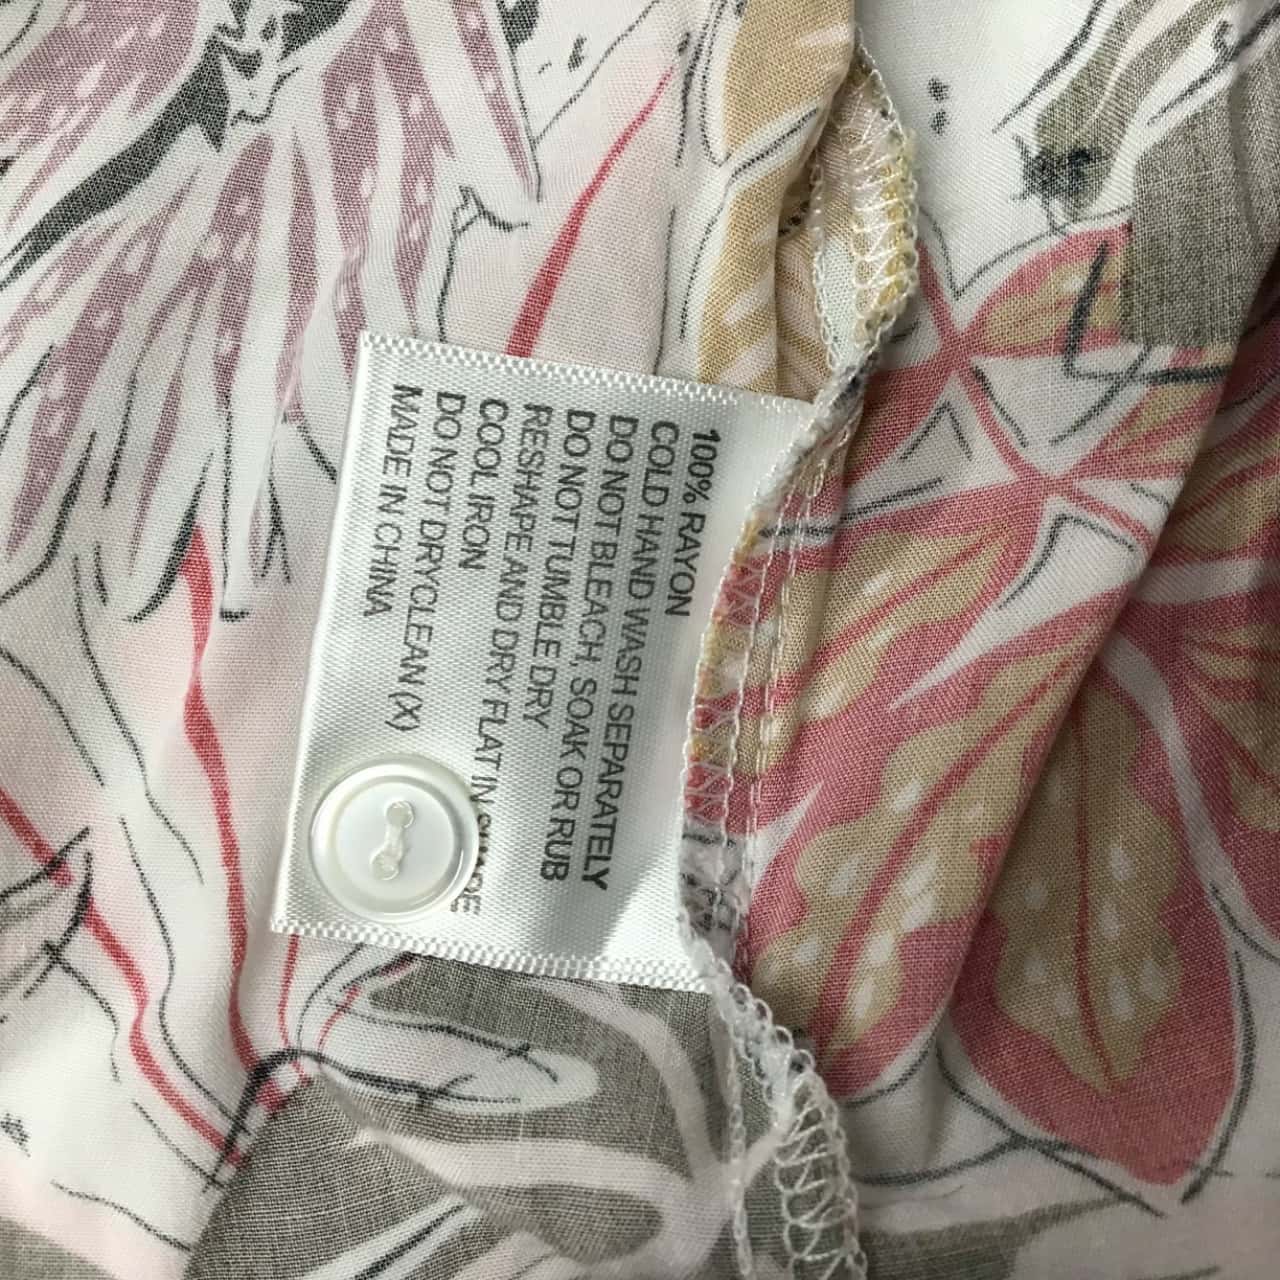 100% RAYON
COLD HAND WASH SEPARATELY
DO NOT BLEACH, SOAK OR RUB
DO NOT TUMBLE DRY
RESHAPE AND DRY FLAT IN
COOL IRON
DO NOT DRYCLEAN (X)
MADE IN CHINA